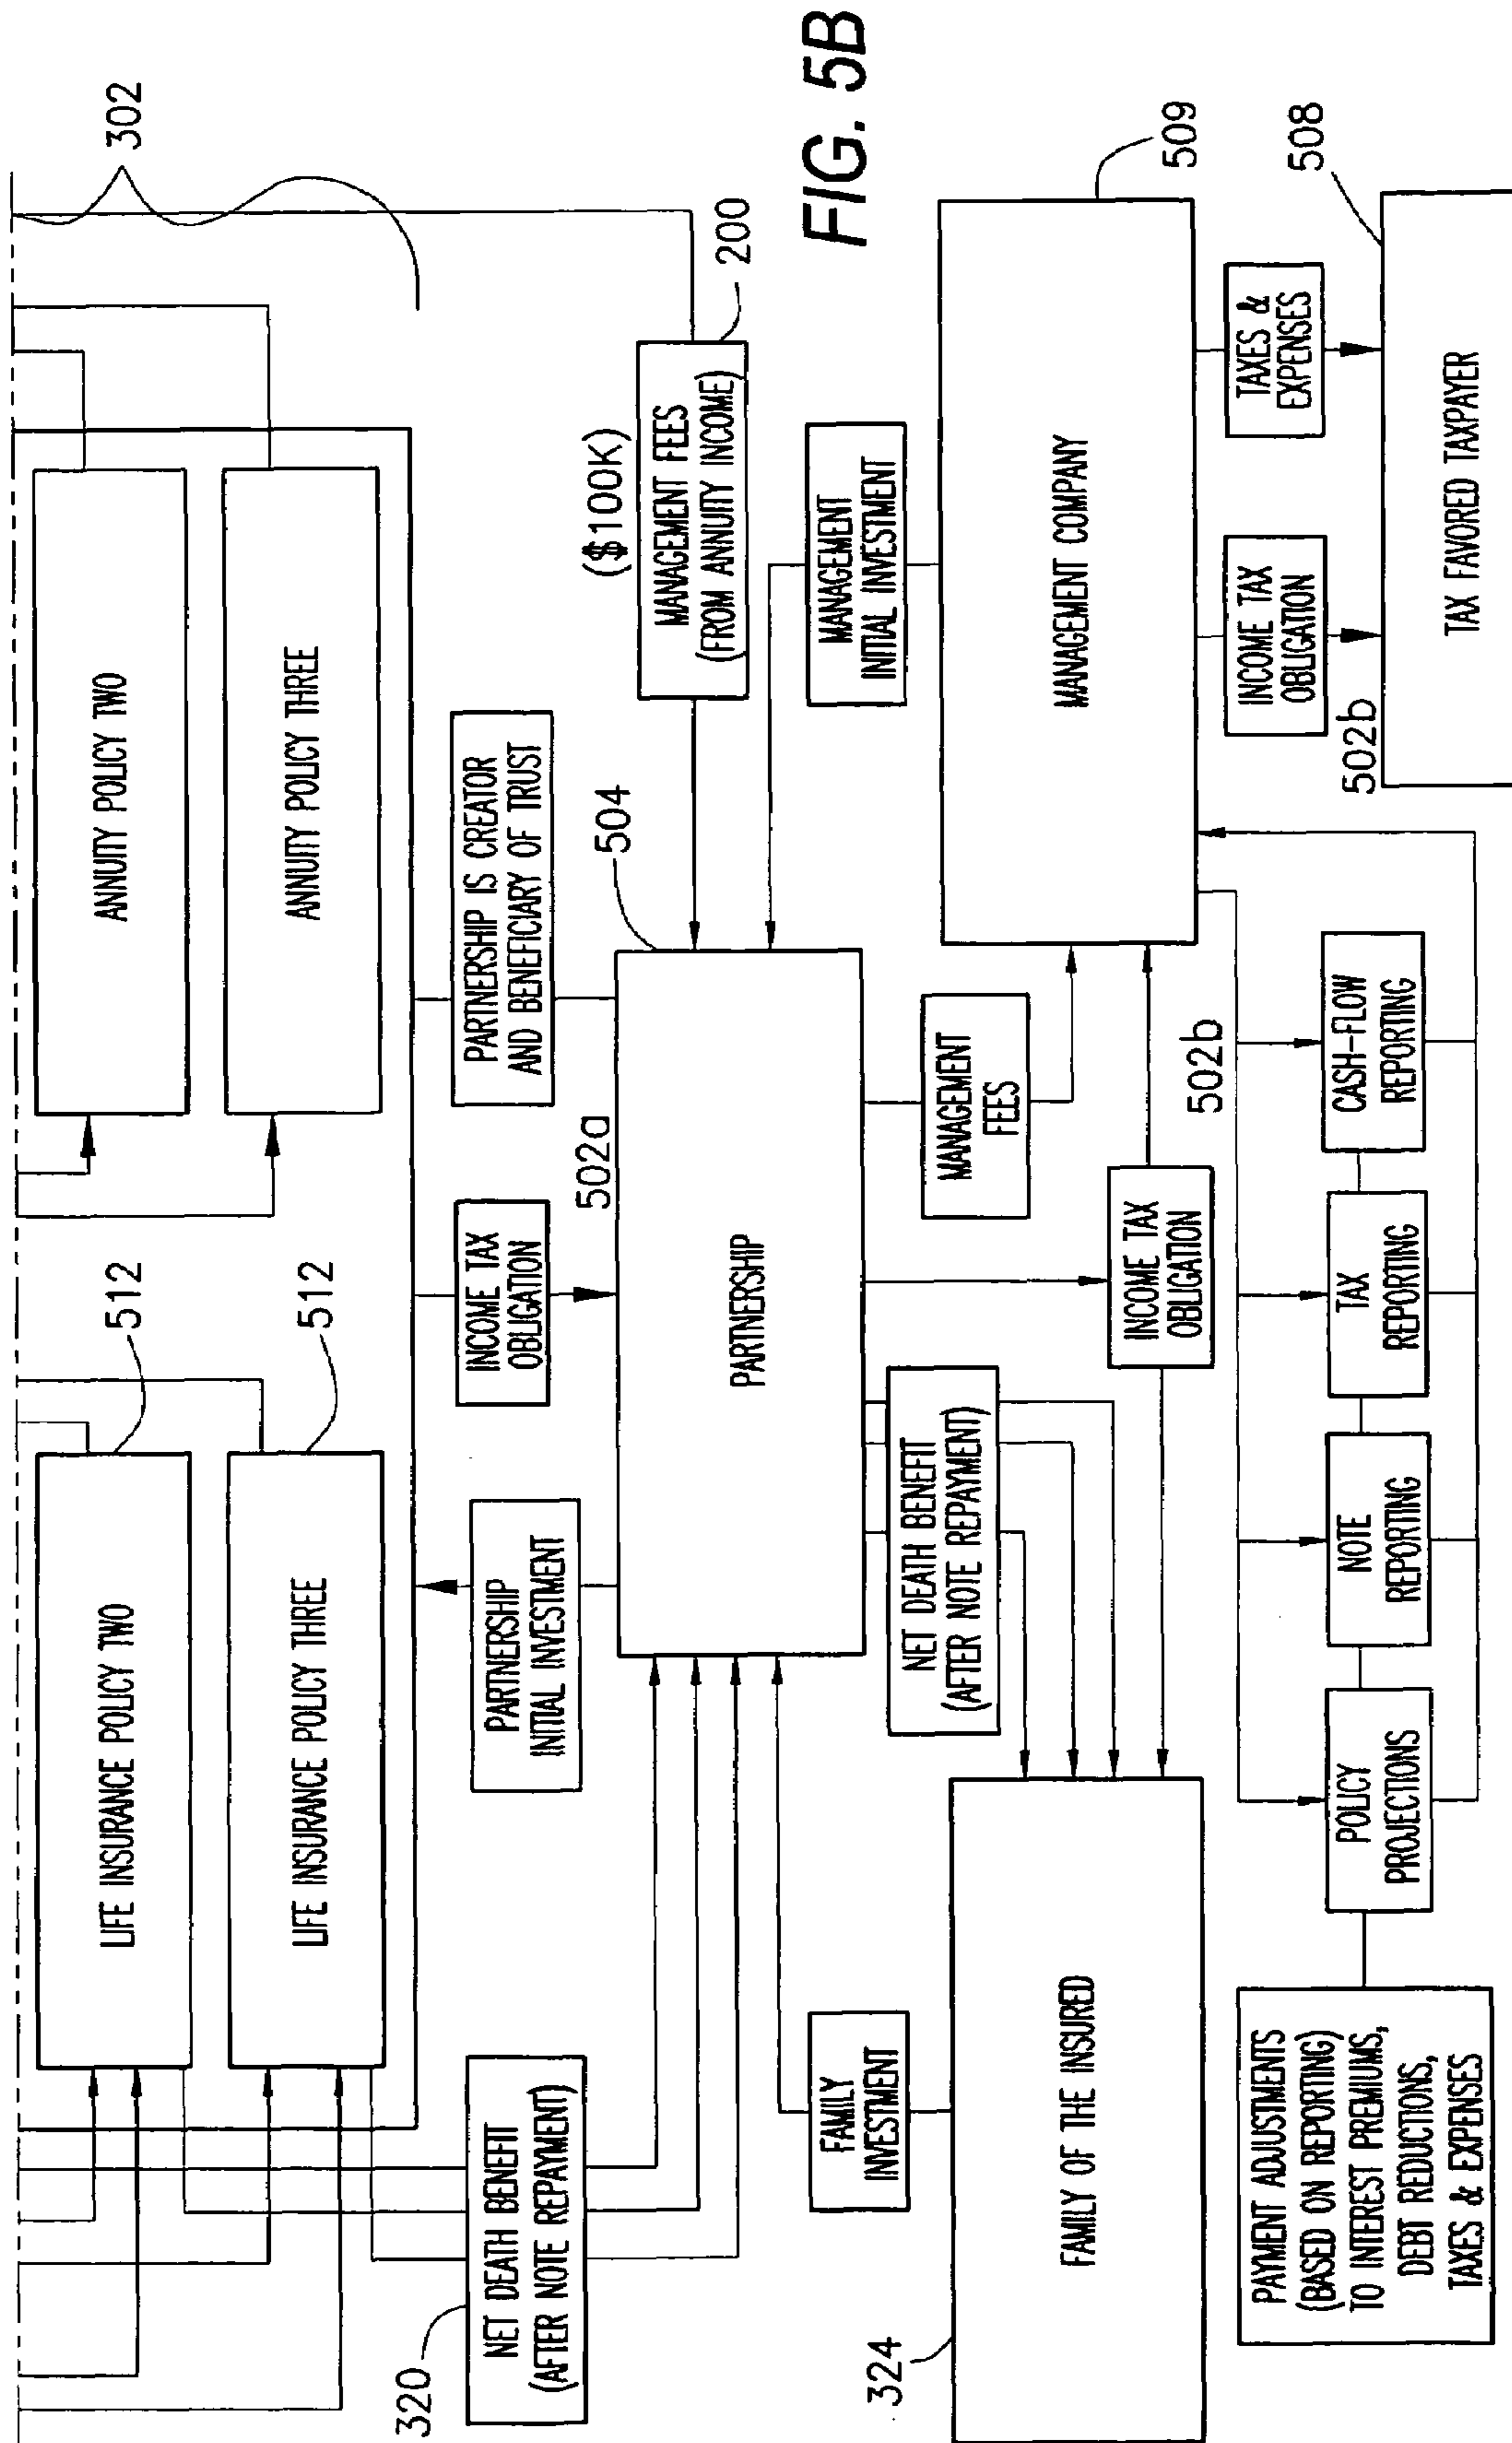 302
LIFE INSURANCE POLICY TWO
512
ANNUITY POLICY TWO
LIFE INSURANCE POLICY THREE
512
ANNUITY POLICY THREE
320
NET DEATH BENEFIT
(AFTER NOTE REPAYMENT)
PARTNERSHIP
INITIAL INVESTMENT
INCOME TAX
OBLIGATION
PARTNERSHIP IS CREATOR
AND BENEFICIARY OF TRUST
502a
504
($100K)
MANAGEMENT FEES
(FROM ANNUITY INCOME)
200
PARTNERSHIP
FAMILY
INVESTMENT
NET DEATH BENEFIT
(AFTER NOTE REPAYMENT)
MANAGEMENT
FEES
MANAGEMENT
INITIAL INVESTMENT
FIG. 5B
324
FAMILY OF THE INSURED
INCOME TAX
OBLIGATION
MANAGEMENT COMPANY
509
502b
PAYMENT ADJUSTMENTS
(BASED ON REPORTING)
TO INTEREST PREMIUMS,
DEBT REDUCTIONS,
TAXES & EXPENSES
POLICY
PROJECTIONS
NOTE
REPORTING
TAX
REPORTING
CASH-FLOW
REPORTING
INCOME TAX
OBLIGATION
TAXES &
EXPENSES
502b
508
TAX FAVORED TAXPAYER